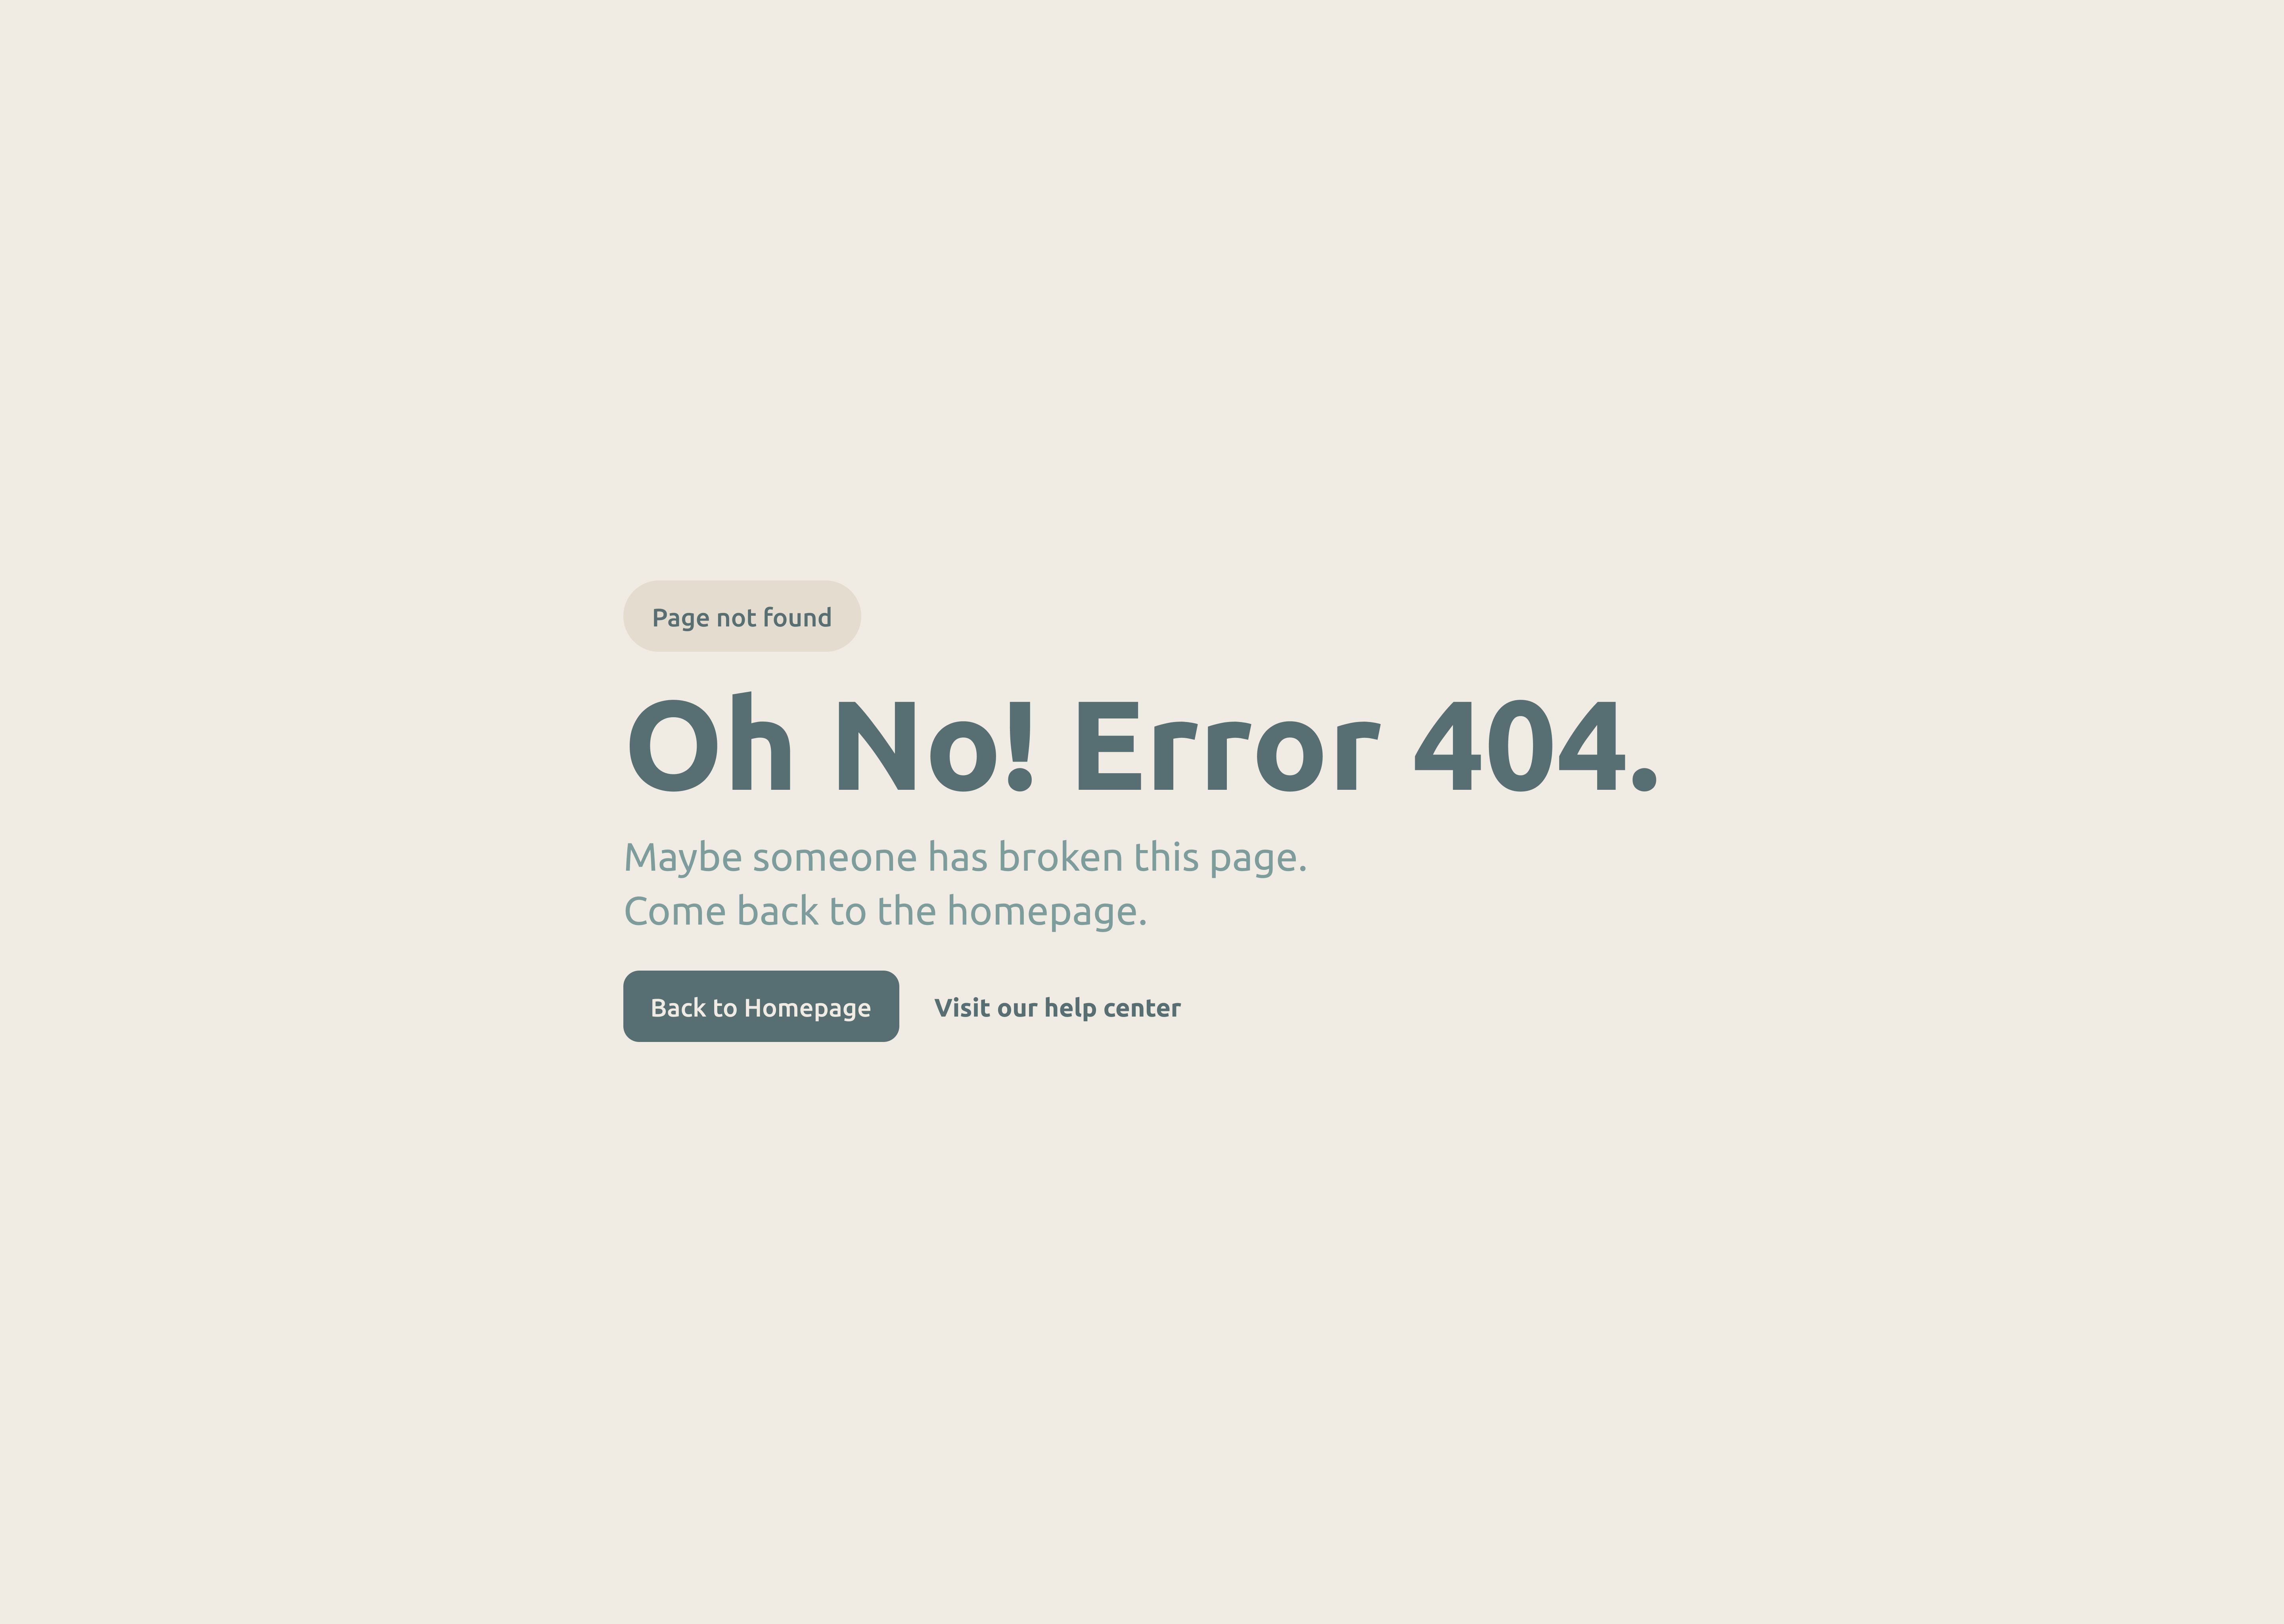 Page not found
Oh No! Error 404.
Maybe someone has broken this page.
Come back to the homepage.
Back to Homepage
Visit our help center